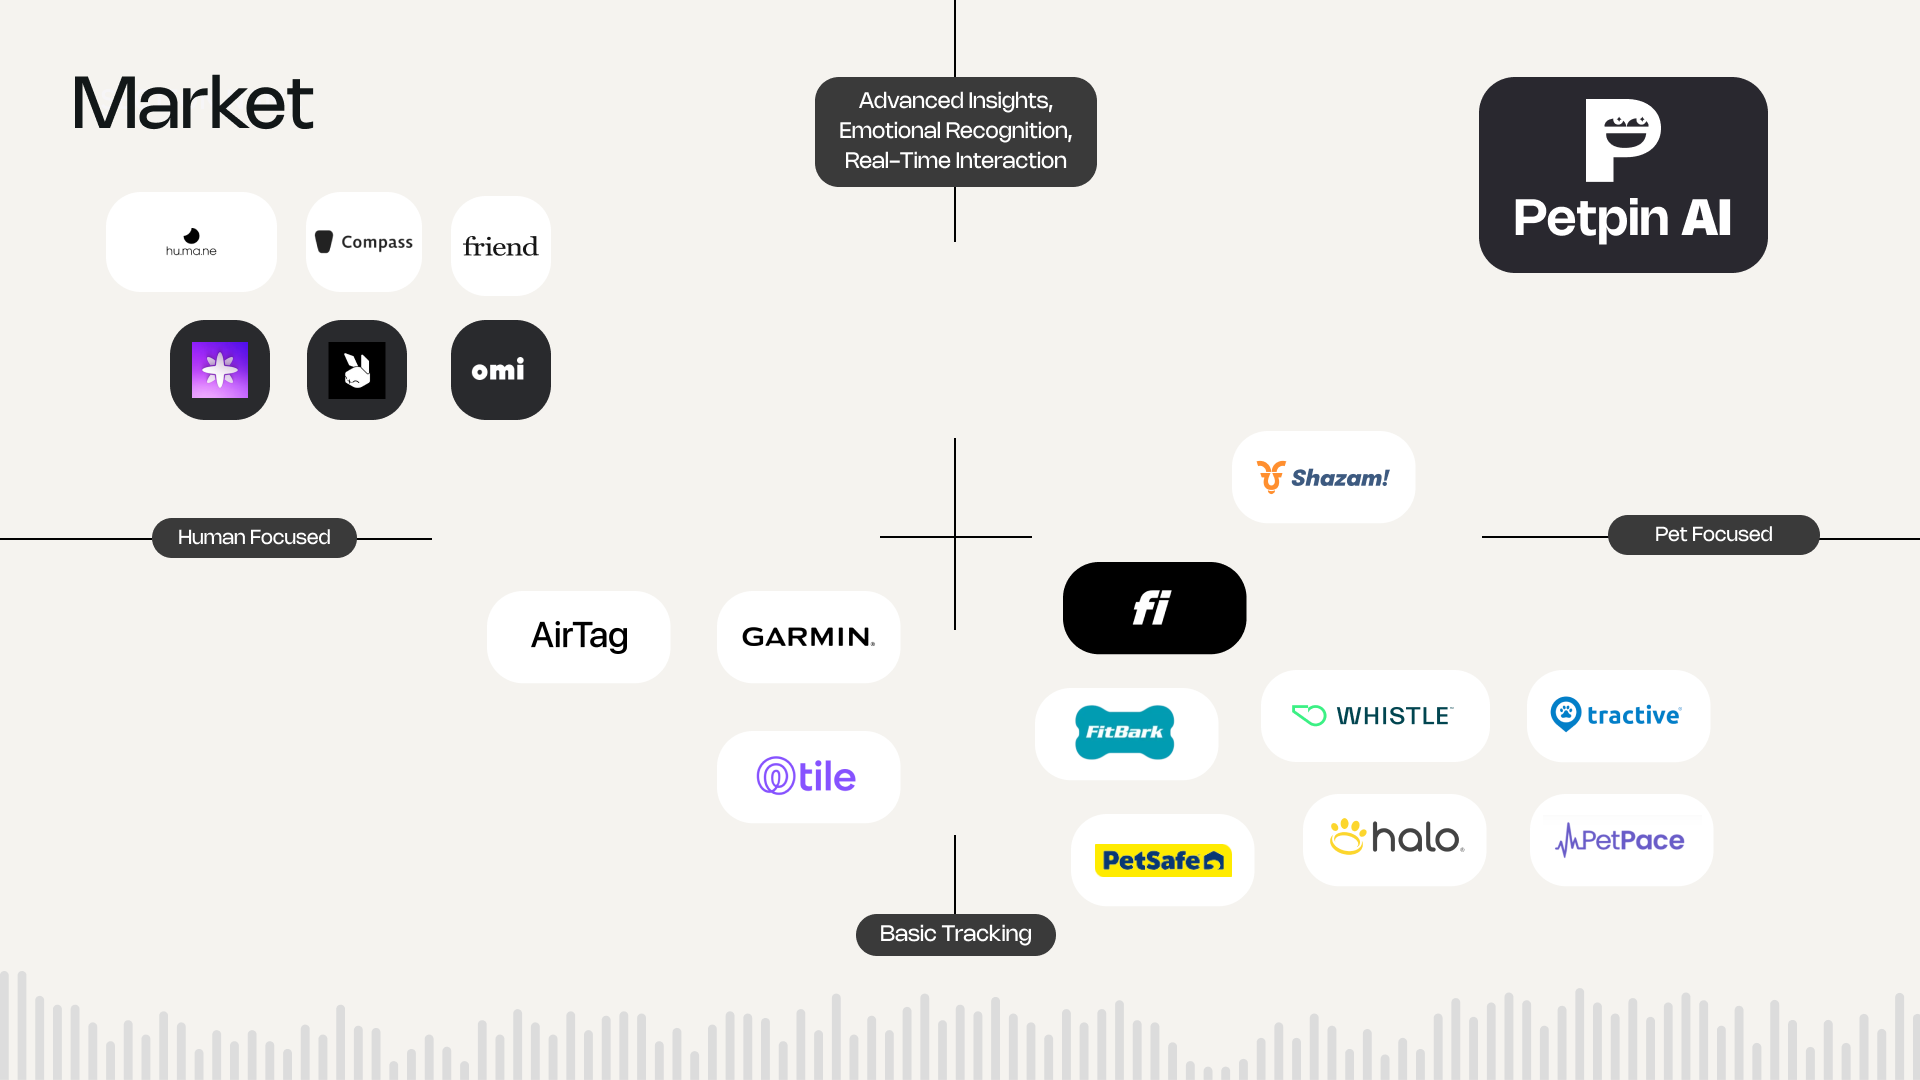 Market
Advanced Insights,
Emotional Recognition,
Real-Time Interaction
Petpin AI
hu.ma.ne
Compass
friend
omi
Shazam!
Human Focused
Pet Focused
fi
AirTag
GARMIN®
FitBark
WHISTLE™
tractive®
tile
PetSafe
halo®
PetPace
Basic Tracking